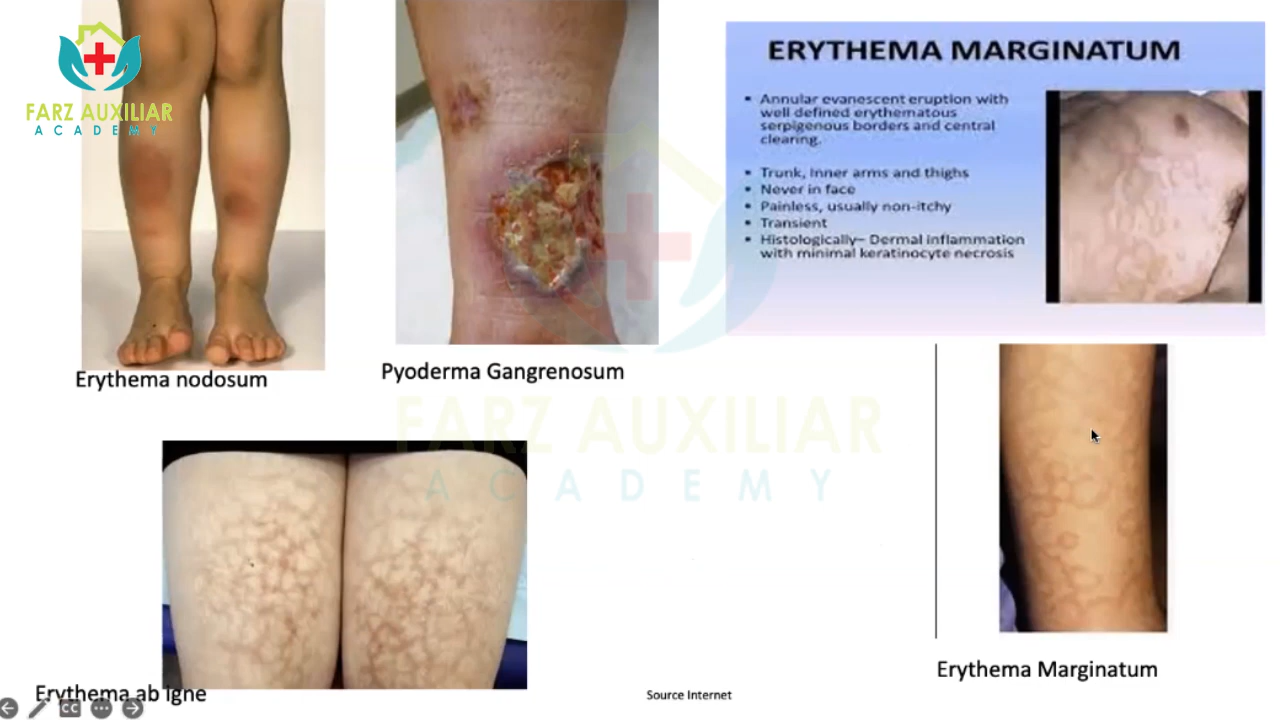 FARZ AUXILIAR
ACADEMY
ERYTHEMA MARGINATUM
Annular evanescent eruption with
well defined erythematous
serpigenous borders and central
clearing.
Trunk, Inner arms and thighs
Never in face
Painless, usually non-itchy
Transient
Histologically– Dermal inflammation
with minimal keratinocyte necrosis
Erythema nodosum
Pyoderma Gangrenosum
FARZ AUXILIAR
ACADEMY
Erythema Marginatum
Erythema ab igne
Source Internet
CC